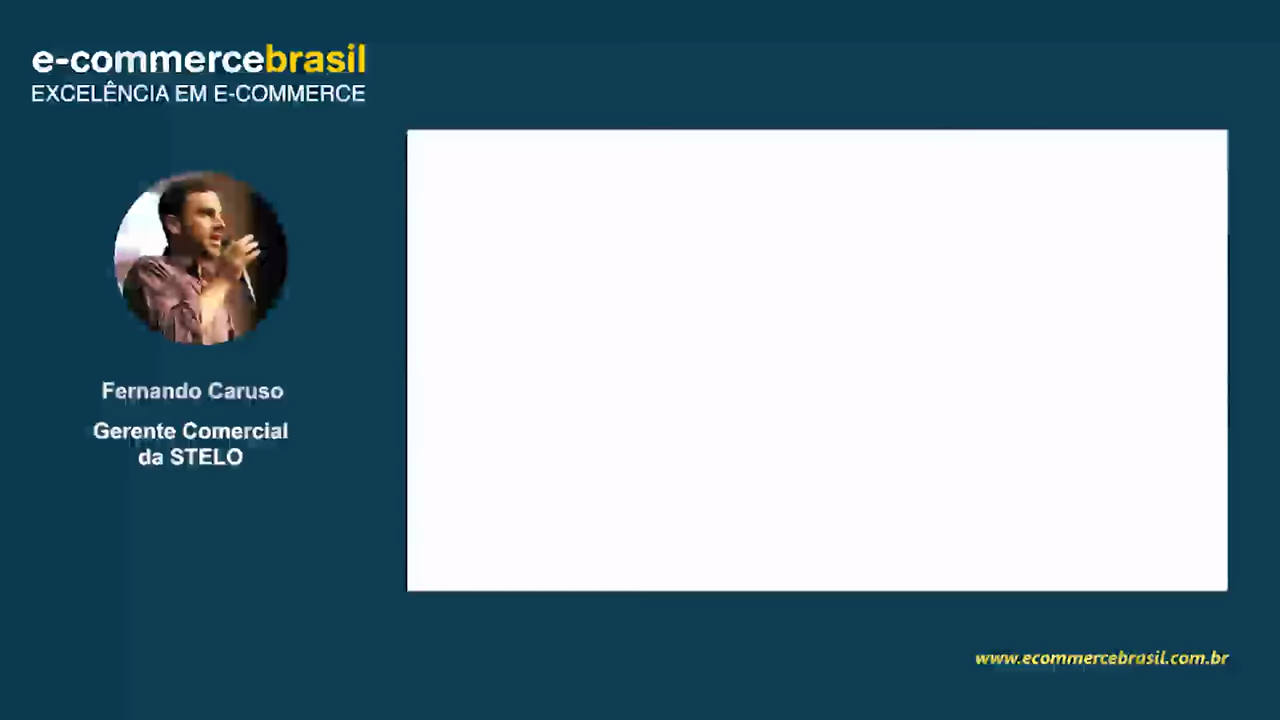 e-commercebrasil
EXCELÊNCIA EM E-COMMERCE
Fernando Caruso
Gerente Comercial
da STELO
www.ecommercebrasil.com.br